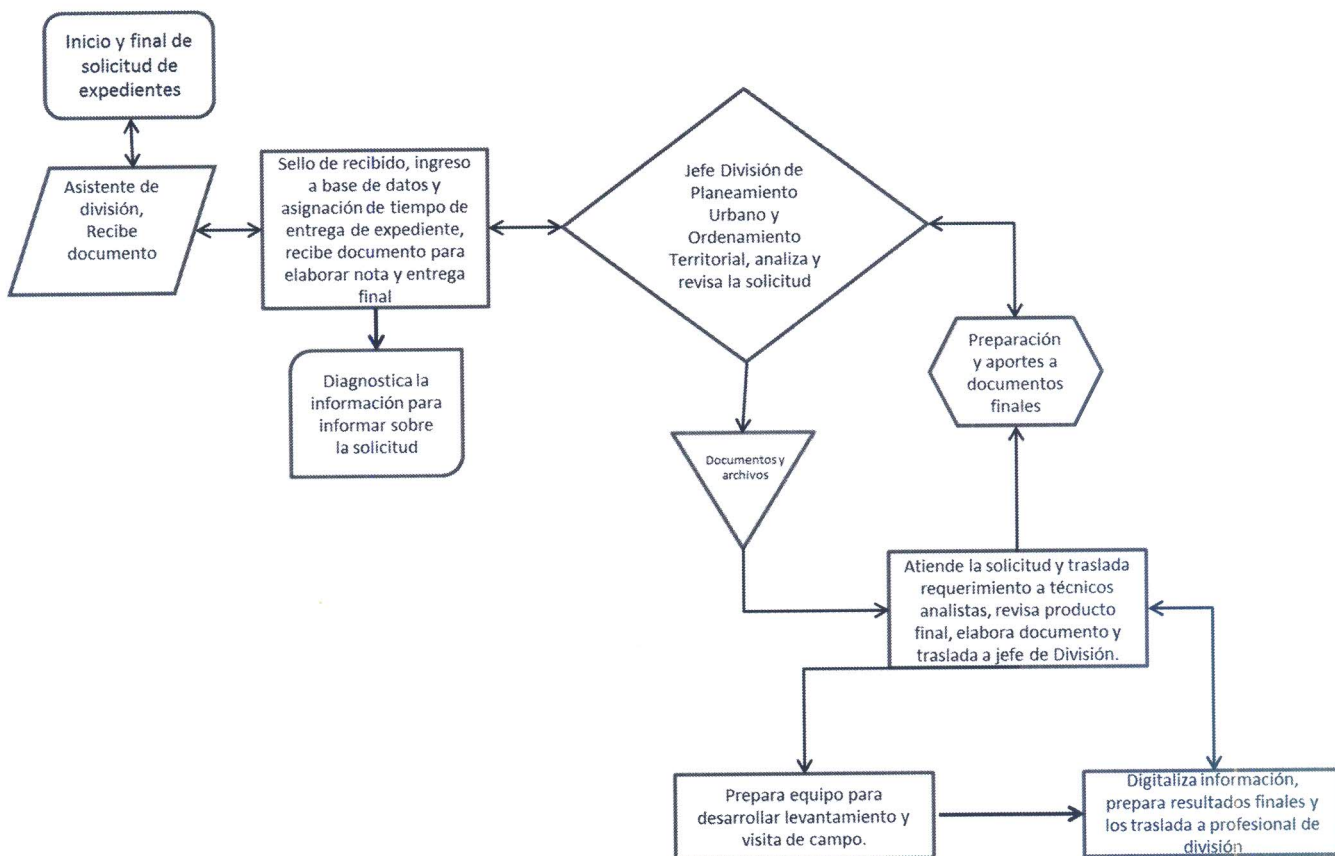 Inicio y final de
solicitud de
expedientes
Asistente de
división,
Recibe
documento
Sello de recibido, ingreso
a base de datos y
asignación de tiempo de
entrega de expediente,
recibe documento para
elaborar nota y entrega
final
Diagnostica la
información para
informar sobre
la solicitud
Jefe División de
Planeamiento
Urbano y
Ordenamiento
Territorial, analiza y
revisa la solicitud
Documentos y
archivos
Preparación
y aportes a
documentos
finales
Atiende la solicitud y traslada
requerimiento a técnicos
analistas, revisa producto
final, elabora documento y
traslada a jefe de División.
Prepara equipo para
desarrollar levantamiento y
visita de campo.
Digitaliza información,
prepara resultados finales y
los traslada a profesional de
división